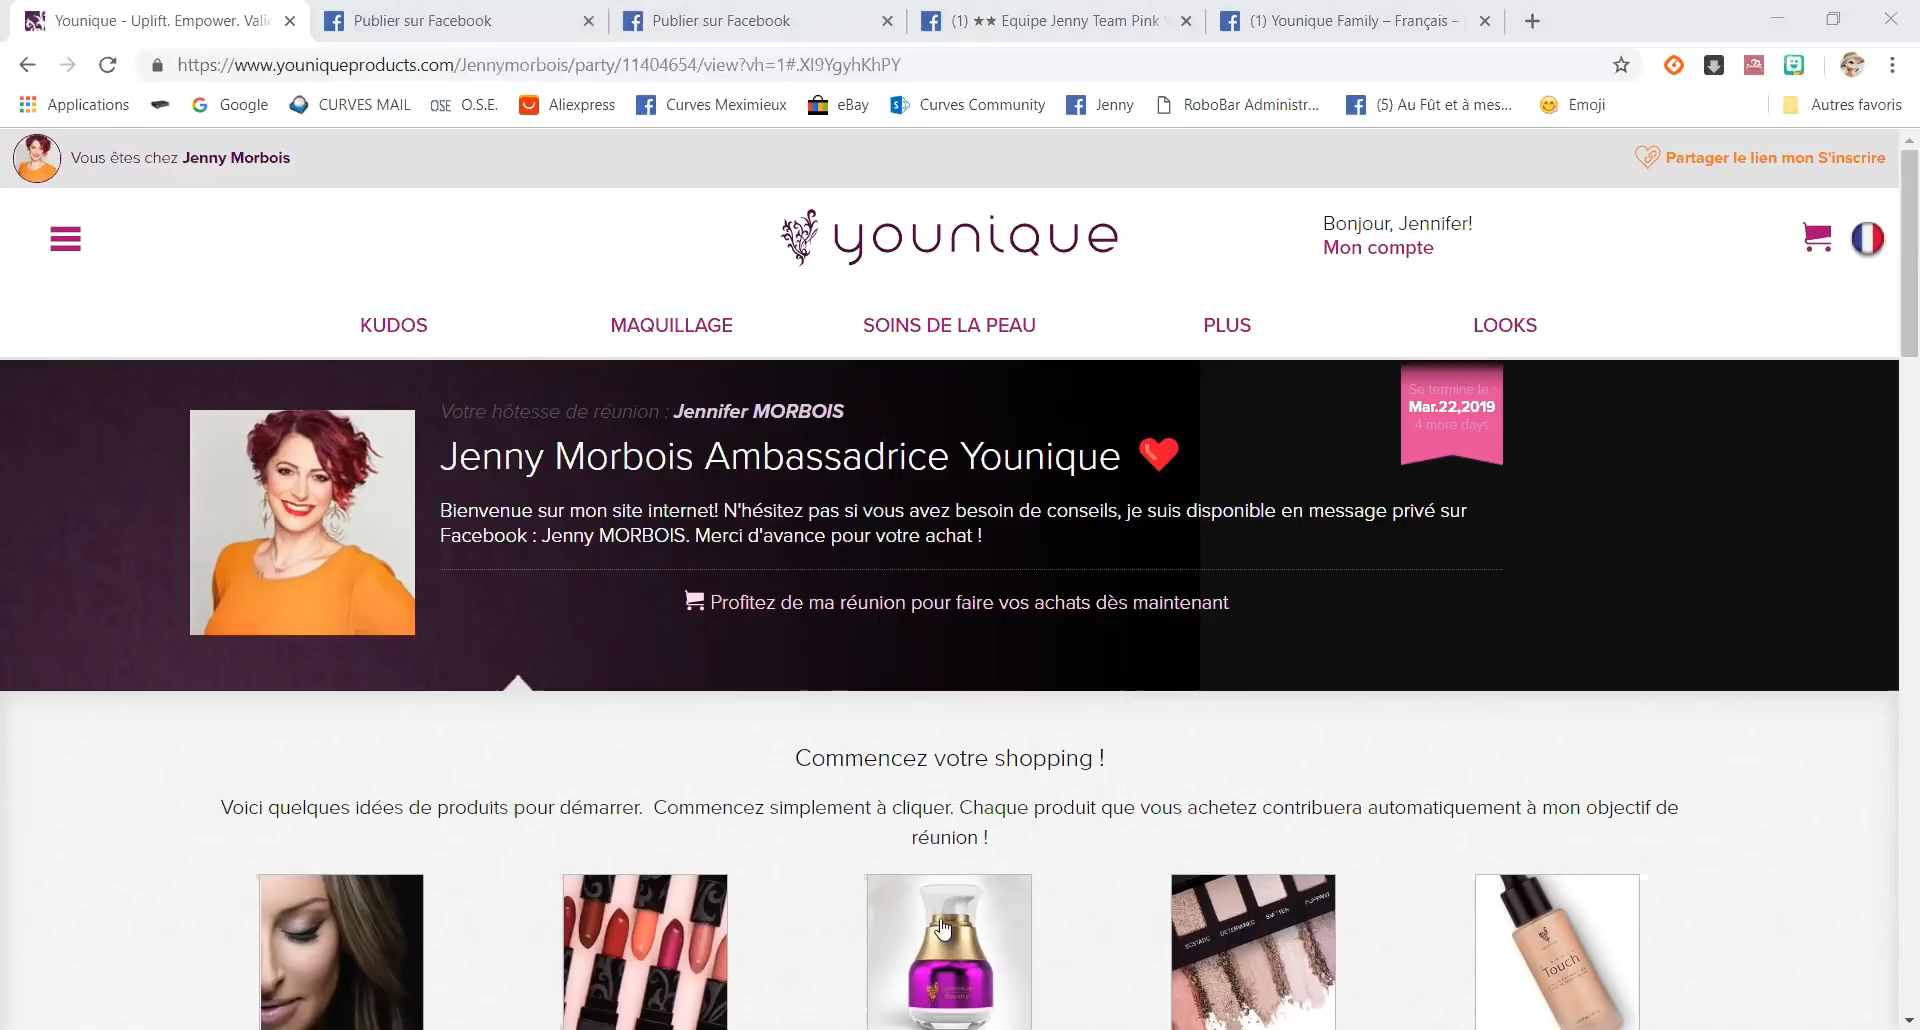 Younique - Uplift. Empower. Valid
Publier sur Facebook
Publier sur Facebook
(1) ★★ Equipe Jenny Team Pink
(1) Younique Family – Français –
https://www.youniqueproducts.com/Jennymorbois/party/11404654/view?vh=1#.XI9YgyhKhPY
Applications
Google
CURVES MAIL
OSE O.S.E.
Aliexpress
Curves Meximieux
eBay
Curves Community
Jenny
RoboBar Administr...
(5) Au Fût et à mes...
Emoji
Autres favoris
Vous êtes chez Jenny Morbois
Partager le lien mon S'inscrire
younique
Bonjour, Jennifer!
Mon compte
KUDOS
MAQUILLAGE
SOINS DE LA PEAU
PLUS
LOOKS
Votre hôtesse de réunion : Jennifer MORBOIS
Jenny Morbois Ambassadrice Younique ❤
Se termine le :
Mar.22,2019
4 more days
Bienvenue sur mon site internet! N'hésitez pas si vous avez besoin de conseils, je suis disponible en message privé sur
Facebook : Jenny MORBOIS. Merci d'avance pour votre achat !
Profitez de ma réunion pour faire vos achats dès maintenant
Commencez votre shopping !
Voici quelques idées de produits pour démarrer. Commencez simplement à cliquer. Chaque produit que vous achetez contribuera automatiquement à mon objectif de
réunion !
ECSTATIC
DETERMINED
SMITTEN
Touch